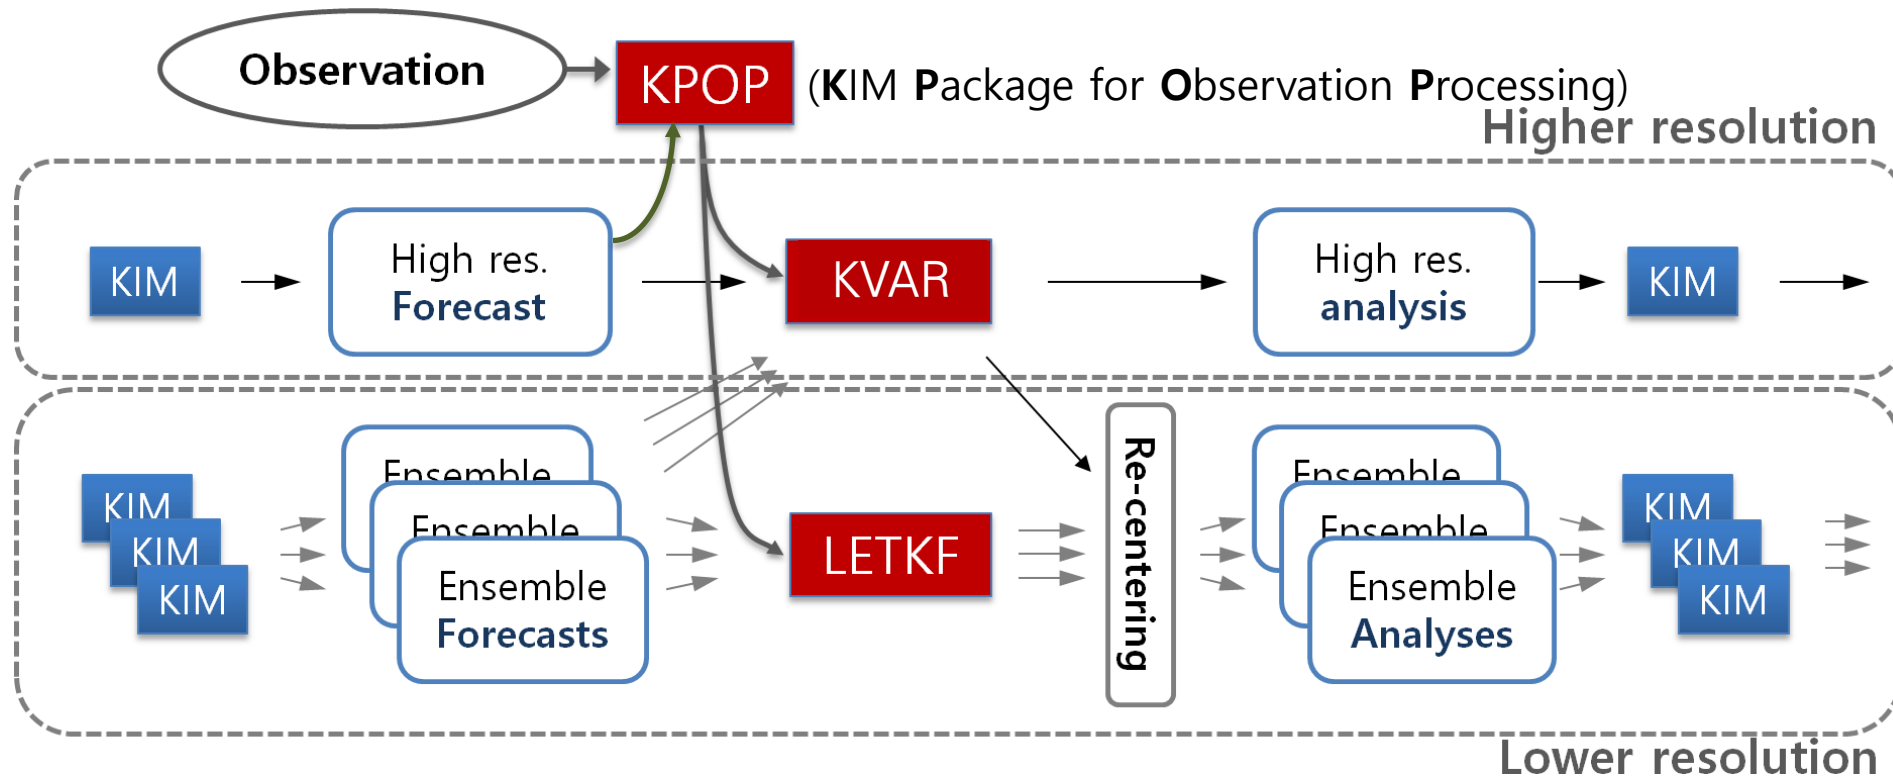 Observation
KPOP
(KIM Package for Observation Processing)
Higher resolution
KIM
High res.
Forecast
KVAR
High res.
analysis
KIM
KIM
KIM
KIM
Ensemble
Ensemble
Ensemble
Forecasts
LETKF
Re-centering
Ensemble
Ensemble
Ensemble
Analyses
KIM
KIM
KIM
Lower resolution